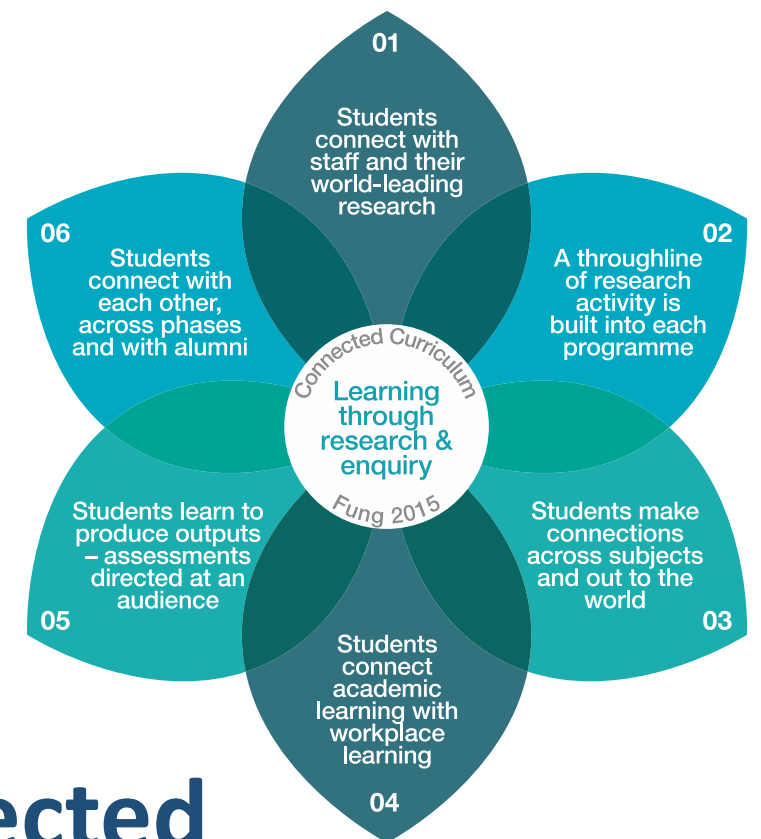 01
Students
connect with
staff and their
world-leading
research
02
A throughline
of research
activity is
built into each
programme
Students make
connections
across subjects
and out to the
world
03
Students
connect
academic
learning with
workplace
learning
04
Students learn to
produce outputs
– assessments
directed at an
audience
05
06
Students
connect with
each other,
across phases
and with alumni
Connected Curriculum
Learning
through
research &
enquiry
Fung 2015
ected